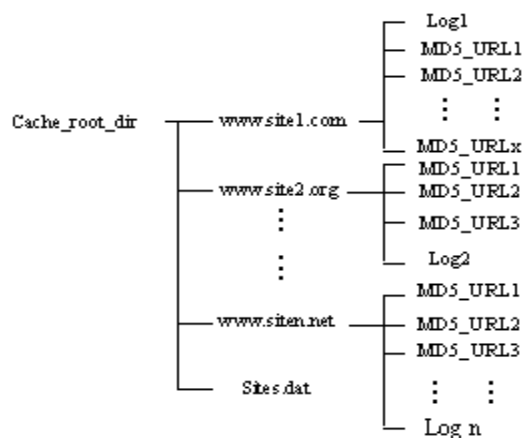 Log1
MD5_URL1
MD5_URL2
Cache_root_dir
www.site1.com
MD5_URLx
MD5_URL1
www.site2.org
MD5_URL2
MD5_URL3
Log2
MD5_URL1
www.siten.net
MD5_URL2
MD5_URL3
Sites.dat
Log n